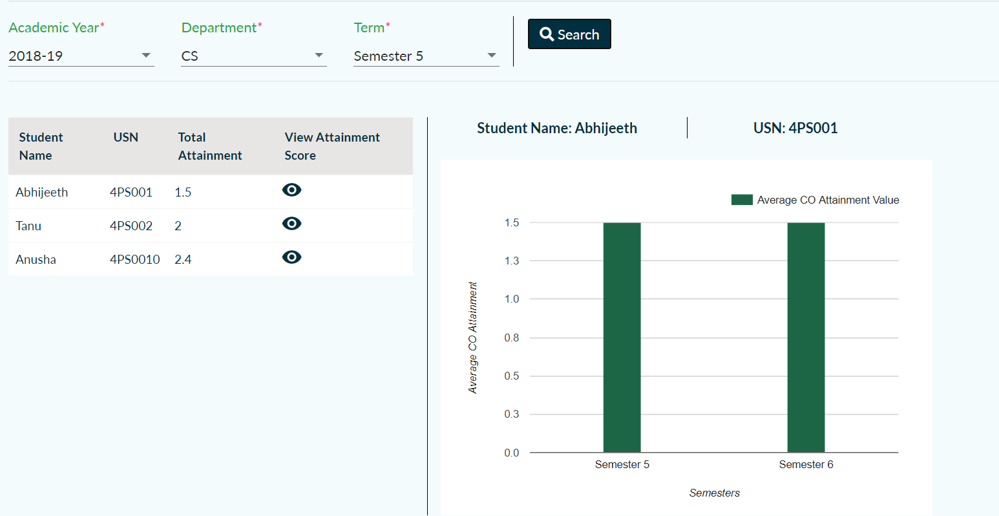 Academic Year* Department* Term*
Search
2018-19 CS Semester 5
Student Name: Abhijeeth USN: 4PS001
Student Name USN Total Attainment View Attainment Score
Abhijeeth 4PS001 1.5
Tanu 4PS002 2
Anusha 4PS0010 2.4
Average CO Attainment Value
1.5
1.3
1.0
0.8
0.5
0.3
0.0
Average CO Attainment
Semester 5 Semester 6
Semesters